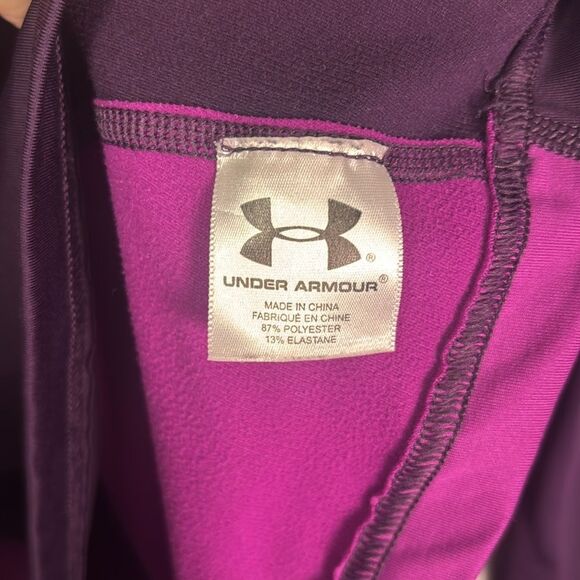 ®
UNDER ARMOUR®
MADE IN CHINA
FABRIQUÉ EN CHINE
87% POLYESTER
13% ELASTANE